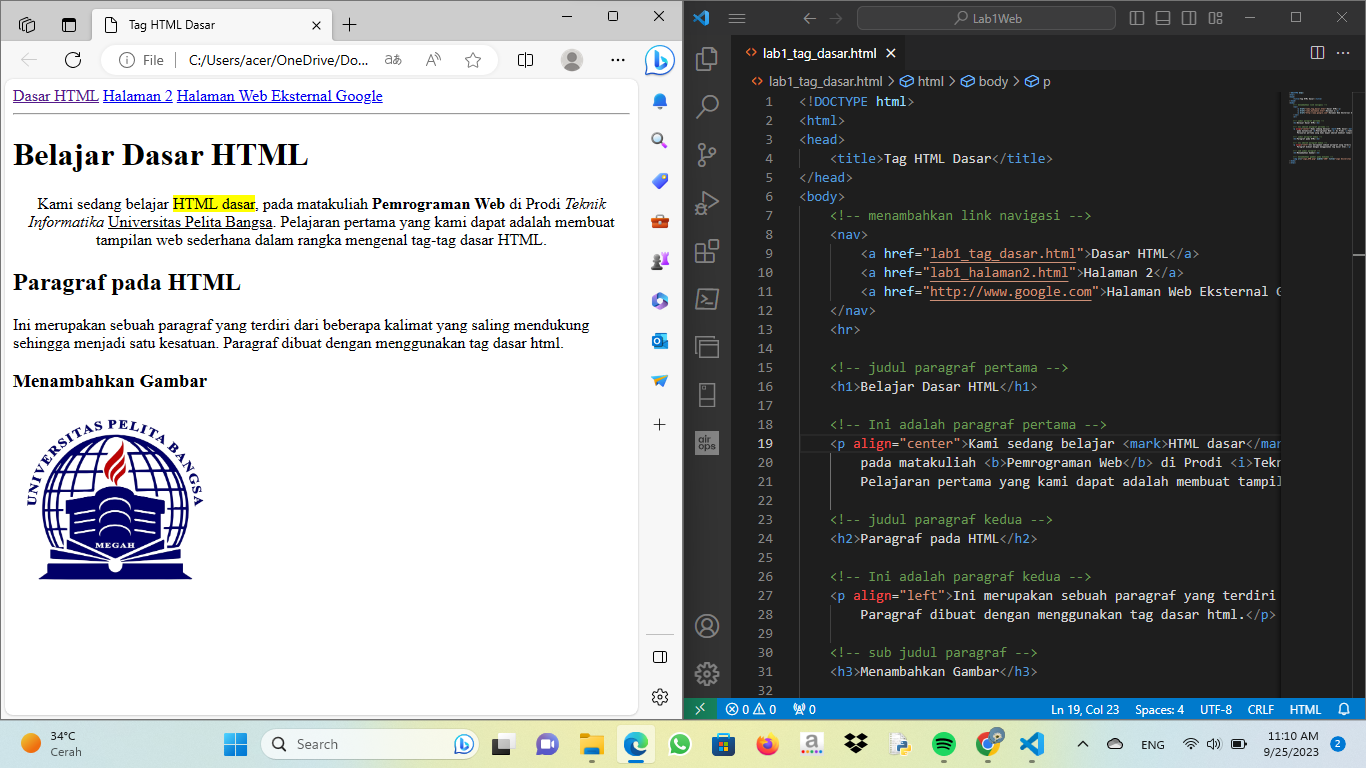 Tag HTML Dasar
File
C:/Users/acer/OneDrive/Do...
Dasar HTML Halaman 2 Halaman Web Eksternal Google
Belajar Dasar HTML
Kami sedang belajar HTML dasar, pada matakuliah Pemrograman Web di Prodi Teknik
Informatika Universitas Pelita Bangsa. Pelajaran pertama yang kami dapat adalah membuat
tampilan web sederhana dalam rangka mengenal tag-tag dasar HTML.
Paragraf pada HTML
Ini merupakan sebuah paragraf yang terdiri dari beberapa kalimat yang saling mendukung
sehingga menjadi satu kesatuan. Paragraf dibuat dengan menggunakan tag dasar html.
Menambahkan Gambar
UNIVERSITAS PELITA BANGSA
MEGAH
Lab1Web
lab1_tag_dasar.html
lab1_tag_dasar.html > html > body > p
1 <!DOCTYPE html>
2 <html>
3 <head>
4 <title>Tag HTML Dasar</title>
5 </head>
6 <body>
7 <!-- menambahkan link navigasi -->
8 <nav>
9 <a href="lab1_tag_dasar.html">Dasar HTML</a>
10 <a href="lab1_halaman2.html">Halaman 2</a>
11 <a href="http://www.google.com">Halaman Web Eksternal G
12 </nav>
13 <hr>
14
15 <!-- judul paragraf pertama -->
16 <h1>Belajar Dasar HTML</h1>
17
18 <!-- Ini adalah paragraf pertama -->
19 <p align="center">Kami sedang belajar <mark>HTML dasar</mar
20 pada matakuliah <b>Pemrograman Web</b> di Prodi <i>Tekn
21 Pelajaran pertama yang kami dapat adalah membuat tampil
22
23 <!-- judul paragraf kedua -->
24 <h2>Paragraf pada HTML</h2>
25
26 <!-- Ini adalah paragraf kedua -->
27 <p align="left">Ini merupakan sebuah paragraf yang terdiri
28 Paragraf dibuat dengan menggunakan tag dasar html.</p>
29
30 <!-- sub judul paragraf -->
31 <h3>Menambahkan Gambar</h3>
32
air
ops
0 0 0 Ln 19, Col 23 Spaces: 4 UTF-8 CRLF HTML
34°C
Cerah
Search
ENG
11:10 AM
9/25/2023
2